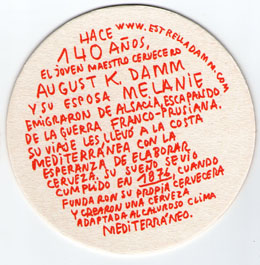 HACE
www.estrelladamm.com
140 AÑOS,
EL JOVEN MAESTRO CERVECERO
AUGUST K. DAMM
Y SU ESPOSA MELANIE
EMIGRARON DE ALSACIA, ESCAPANDO
DE LA GUERRA FRANCO-PRUSIANA.
SU VIAJE LES LLEVÓ A LA COSTA
MEDITERRÁNEA CON LA
ESPERANZA DE ELABORAR
CERVEZA. SU SUEÑO SE VIO
CUMPLIDO EN 1876, CUANDO
FUNDARON SU PROPIA CERVECERA
Y CREARON UNA CERVEZA
ADAPTADA AL CALUROSO CLIMA
MEDITERRÁNEO.